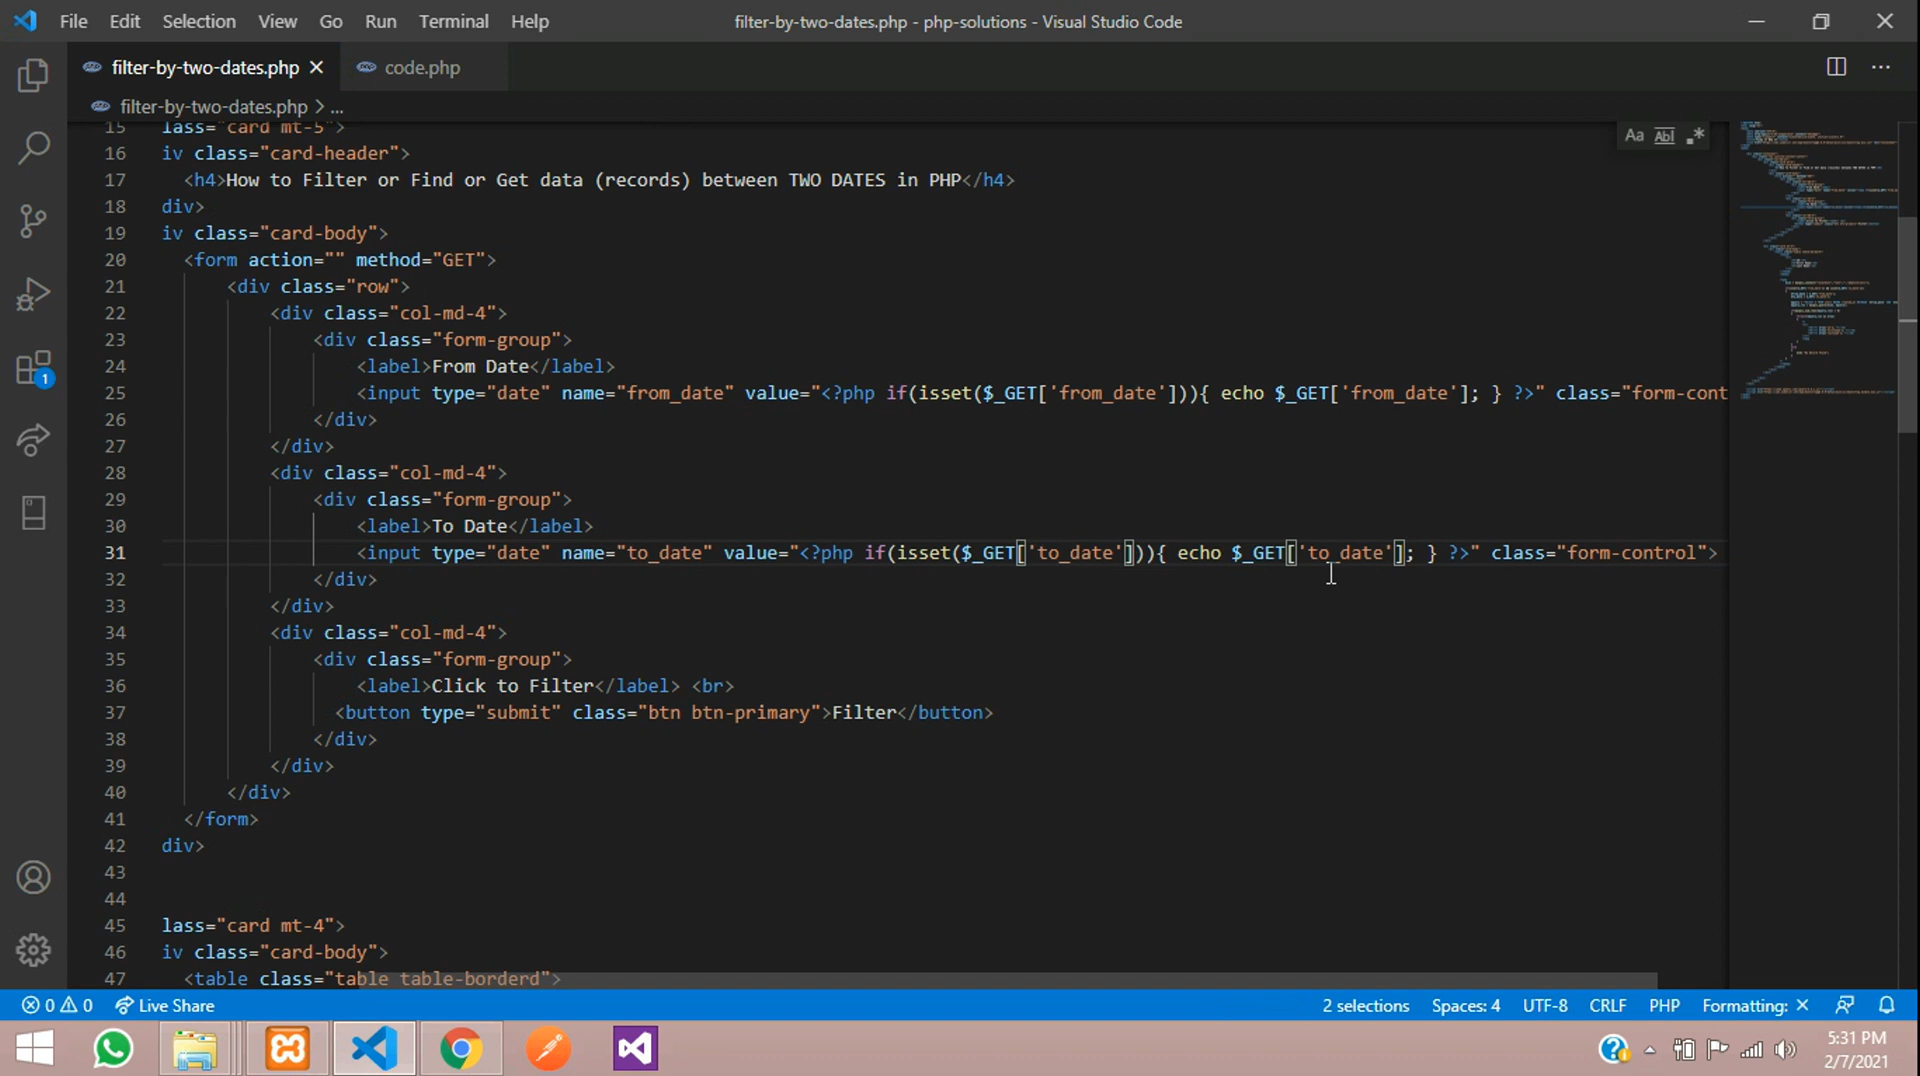 File Edit Selection View Go Run Terminal Help filter-by-two-dates.php - php-solutions - Visual Studio Code
filter-by-two-dates.php code.php
filter-by-two-dates.php > ...
15 lass="card mt-5">
16 iv class="card-header">
17 <h4>How to Filter or Find or Get data (records) between TWO DATES in PHP</h4>
18 div>
19 iv class="card-body">
20 <form action="" method="GET">
21 <div class="row">
22 <div class="col-md-4">
23 <div class="form-group">
24 <label>From Date</label>
25 <input type="date" name="from_date" value="<?php if(isset($_GET['from_date'])){ echo $_GET['from_date']; } ?>" class="form-cont
26 </div>
27 </div>
28 <div class="col-md-4">
29 <div class="form-group">
30 <label>To Date</label>
31 <input type="date" name="to_date" value="<?php if(isset($_GET['to_date'])){ echo $_GET['to_date']; } ?>" class="form-control">
32 </div>
33 </div>
34 <div class="col-md-4">
35 <div class="form-group">
36 <label>Click to Filter</label> <br>
37 <button type="submit" class="btn btn-primary">Filter</button>
38 </div>
39 </div>
40 </div>
41 </form>
42 div>
43
44
45 lass="card mt-4">
46 iv class="card-body">
47 <table class="table table-borderd">
Aa Abl .*
1
0 0 Live Share 2 selections Spaces: 4 UTF-8 CRLF PHP Formatting: ×
5:31 PM
2/7/2021